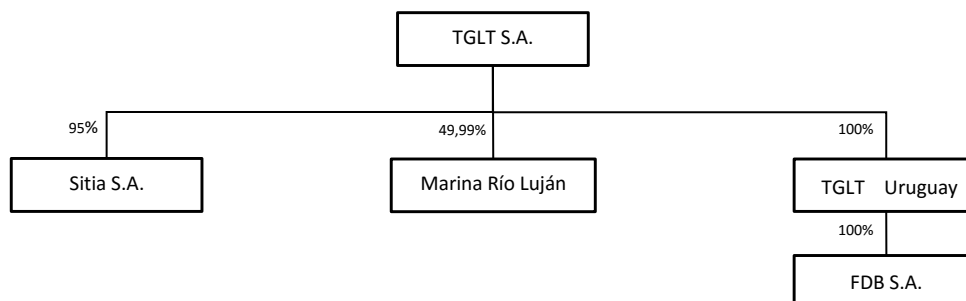 TGLT S.A.
95%
49,99%
100%
Sitia S.A.
Marina Río Luján
TGLT Uruguay
100%
FDB S.A.